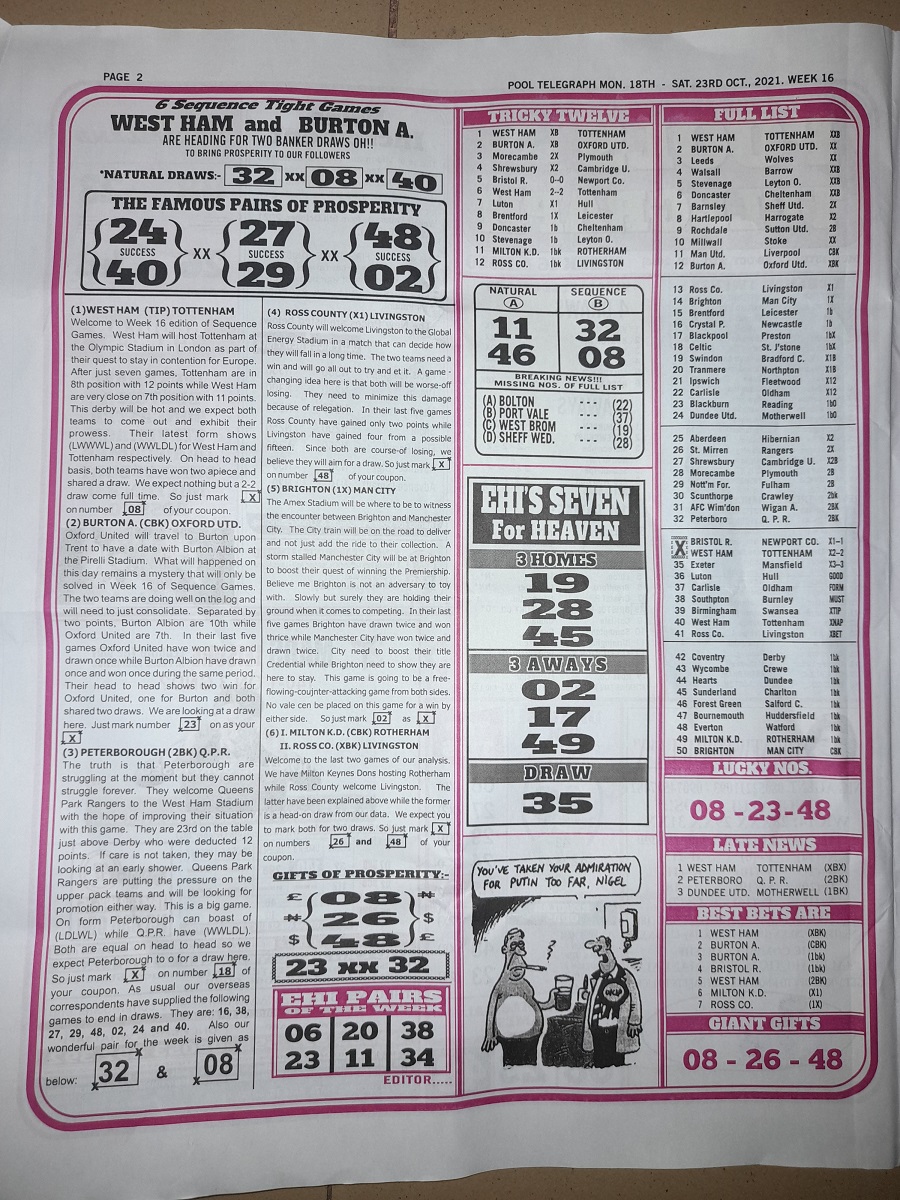 PAGE 2
POOL TELEGRAPH MON. 18TH - SAT. 23RD OCT., 2021. WEEK 16
6 Sequence Tight Games
WEST HAM and BURTON A.
ARE HEADING FOR TWO BANKER DRAWS OH!!
TO BRING PROSPERITY TO OUR FOLLOWERS
*NATURAL DRAWS:- 32 xx 08 xx 40
THE FAMOUS PAIRS OF PROSPERITY
24 27 48
SUCCESS XX SUCCESS XX SUCCESS
40 29 02
(1)WEST HAM (TIP) TOTTENHAM
Welcome to Week 16 edition of Sequence
Games. West Ham will host Tottenham
at the Olympic Stadium in London as part of
their quest to stay in contention for Europe.
After just seven games, Tottenham are in
8th position with 12 points while West Ham
are very close on 7th position with 11 points.
This derby will be hot and we expect both
teams to come out and exhibit their
prowess. Their latest form shows
(LWWWL) and (WWLDL) for West Ham and
Tottenham respectively. On head to head
basis, both teams have won two apiece and
shared a draw. We expect nothing but a 2-2
draw come full time. So just mark X
on number 08 of your coupon.
(2) BURTON A. (CBK) OXFORD UTD.
Oxford United will travel to Burton upon
Trent to have a date with Burton Albion at
the Pirelli Stadium. What will happened on
this day remains a mystery that will only be
solved in Week 16 of Sequence Games.
The two teams are doing well on the log and
will need to just consolidate. Separated by
two points, Burton Albion are 10th while
Oxford United are 7th. In their last five
games Oxford United have won twice and
drawn once while Burton Albion have drawn
once and won once during the same period.
Their head to head shows two win for
Oxford United, one for Burton and both
shared two draws. We are looking at a draw
here. Just mark number 23 on as your
X
(3) PETERBOROUGH (2BK) Q.P.R.
The truth is that Peterborough are
struggling at the moment but they cannot
struggle forever. They welcome Queens
Park Rangers to the West Ham Stadium
with the hope of improving their situation
with this game. They are 23rd on the table
just above Derby who were deducted 12
points. If care is not taken, they may be
looking at an early shower. Queens Park
Rangers are putting the pressure on the
upper pack teams and will be looking for
promotion either way. This is a big game.
On form Peterborough can boast of
(LDLWL) while Q.P.R. have (WWLDL).
Both are equal on head to head so we
expect Peterborough to o for a draw here.
So just mark X on number 18 of
your coupon. As usual our overseas
correspondents have supplied the following
games to end in draws. They are: 16, 38,
27, 29, 48, 02, 24 and 40. Also our
wonderful pair for the week is given as
below: 32 & 08
(4) ROSS COUNTY (X1) LIVINGSTON
Ross County will welcome Livingston to the Global
Energy Stadium in a match that can decide how
they will fall in a long time. The two teams need a
win and will go all out to try and et it. A game -
changing idea here is that both will be worse-off
losing. They need to minimize this damage
because of relegation. In their last five games
Ross County have gained only two points while
Livingston have gained four from a possible
fifteen. Since both are course-of losing, we
believe they will aim for a draw. So just mark X
on number 48 of your coupon.
(5) BRIGHTON (1X) MAN CITY
The Amex Stadium will be where to be to witness
the encounter between Brighton and Manchester
City. The City train will be on the road to deliver
and not just add the ride to their collection. A
storm stalled Manchester City will be at Brighton
to boost their quest of winning the Premiership.
Believe me Brighton is not an adversary to toy
with. Slowly but surely they are holding their
ground when it comes to competing. In their last
five games Brighton have drawn twice and won
thrice while Manchester City have won twice and
drawn twice. City need to boost their title
Credential while Brighton need to show they are
here to stay. This game is going to be a free-
flowing-coujnter-attacking game from both sides.
No vale can be placed on this game for a win by
either side. So just mark 02 as X
(6) I. MILTON K.D. (CBK) ROTHERHAM
II. ROSS CO. (XBK) LIVINGSTON
Welcome to the last two games of our analysis.
We have Milton Keynes Dons hosting Rotherham
while Ross County welcome Livingston. The
latter have been explained above while the former
is a head-on draw from our data. We expect you
to mark both for two draws. So just mark X
on numbers 26 and 48 of your
coupon.
GIFTS OF PROSPERITY:-
£ 08 ₦
₦ 26 $
$ 48 £
23 xx 32
EHI PAIRS
OF THE WEEK
06 20 38
23 11 34
EDITOR.....
TRICKY TWELVE
1 WEST HAM XB TOTTENHAM
2 BURTON A. XB OXFORD UTD.
3 Morecambe 2X Plymouth
4 Shrewsbury X2 Cambridge U.
5 Bristol R. 0--0 Newport Co.
6 West Ham 2--2 Tottenham
7 Luton X1 Hull
8 Brentford 1X Leicester
9 Doncaster 1b Cheltenham
10 Stevenage 1b Leyton O.
11 MILTON K.D. 1bk ROTHERHAM
12 ROSS CO. 1bk LIVINGSTON
NATURAL SEQUENCE
A B
11 32
46 08
BREAKING NEWS!!!
MISSING NOS. OF FULL LIST
(A) BOLTON --- (22)
(B) PORT VALE --- (37)
(C) WEST BROM --- (19)
(D) SHEFF WED. --- (28)
EHI'S SEVEN
For HEAVEN
3 HOMES
19
28
45
3 AWAYS
02
17
49
DRAW
35
YOU'VE TAKEN YOUR ADMIRATION
FOR PUTIN TOO FAR, NIGEL
UKIP
FULL LIST
1 WEST HAM TOTTENHAM XXB
2 BURTON A. OXFORD UTD. XX
3 Leeds Wolves XX
4 Walsall Barrow XXB
5 Stevenage Leyton O. XXB
6 Doncaster Cheltenham XXB
7 Barnsley Sheff Utd. 2X
8 Hartlepool Harrogate X2
9 Rochdale Sutton Utd. 2B
10 Millwall Stoke XX
11 Man Utd. Liverpool CBK
12 Burton A. Oxford Utd. XBK
13 Ross Co. Livingston X1
14 Brighton Man City 1X
15 Brentford Leicester 1b
16 Crystal P. Newcastle 1b
17 Blackpool Preston 1bX
18 Celtic St. J'stone 1bX
19 Swindon Bradford C. X1B
20 Tranmere Northpton X1B
21 Ipswich Fleetwood X12
22 Carlisle Oldham X12
23 Blackburn Reading 1b0
24 Dundee Utd. Motherwell 1b0
25 Aberdeen Hibernian X2
26 St. Mirren Rangers 2X
27 Shrewsbury Cambridge U. X2B
28 Morecambe Plymouth 2B
29 Nott'm For. Fulham 2B
30 Scunthorpe Crawley 2bk
31 AFC Wim'don Wigan A. 2BK
32 Peterboro Q. P. R. 2BK
X BRISTOL R. NEWPORT CO. X1-1
WEST HAM TOTTENHAM X2-2
35 Exeter Mansfield X3-3
36 Luton Hull GOOD
37 Carlisle Oldham FORM
38 Southpton Burnley MUST
39 Birmingham Swansea XTIP
40 West Ham Tottenham XNAP
41 Ross Co. Livingston XBET
42 Coventry Derby 1bk
43 Wycombe Crewe 1bk
44 Hearts Dundee 1bk
45 Sunderland Charlton 1bk
46 Forest Green Salford C. 1bk
47 Bournemouth Huddersfield 1bk
48 Everton Watford 1bk
49 MILTON K.D. ROTHERHAM 1bk
50 BRIGHTON MAN CITY CBK
LUCKY NOS.
08 - 23 - 48
LATE NEWS
1 WEST HAM TOTTENHAM (XBX)
2 PETERBORO Q. P. R. (2BK)
3 DUNDEE UTD. MOTHERWELL (1BK)
BEST BETS ARE
1 WEST HAM (XBK)
2 BURTON A. (CBK)
3 BURTON A. (1bk)
4 BRISTOL R. (1bk)
5 WEST HAM (2BK)
6 MILTON K.D. (X1)
7 ROSS CO. (1X)
GIANT GIFTS
08 - 26 - 48